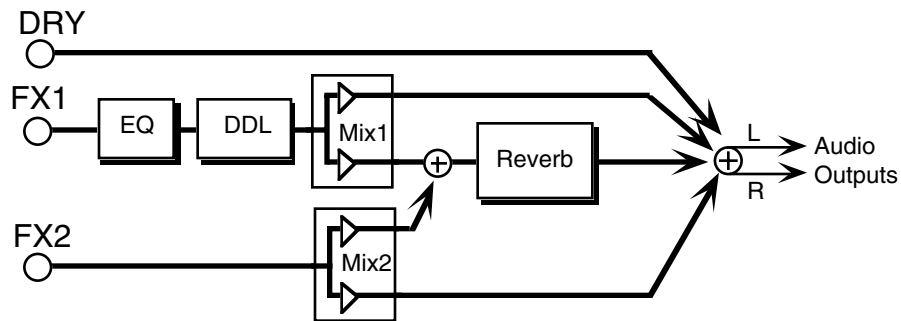 DRY
FX1
EQ
DDL
Mix1
Reverb
L
R
Audio
Outputs
FX2
Mix2